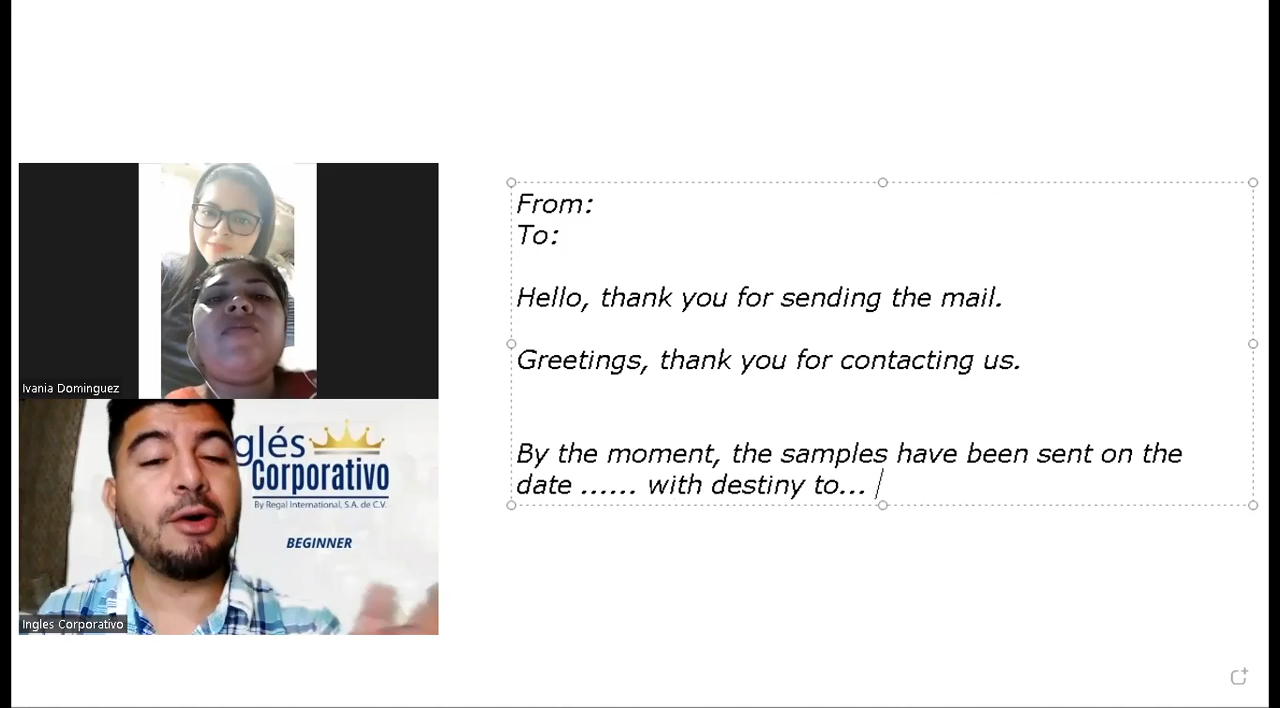 From:
To:
Hello, thank you for sending the mail.
Greetings, thank you for contacting us.
By the moment, the samples have been sent on the
date ...... with destiny to...
Ivania Dominguez
glés
Corporativo
By Regal International, S.A. de C.V.
BEGINNER
Ingles Corporativo